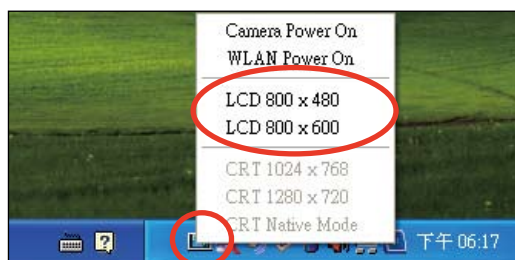 Camera Power On
WLAN Power On
LCD 800 x 480
LCD 800 x 600
CRT 1024 x 768
CRT 1280 x 720
CRT Native Mode
下午 06:17